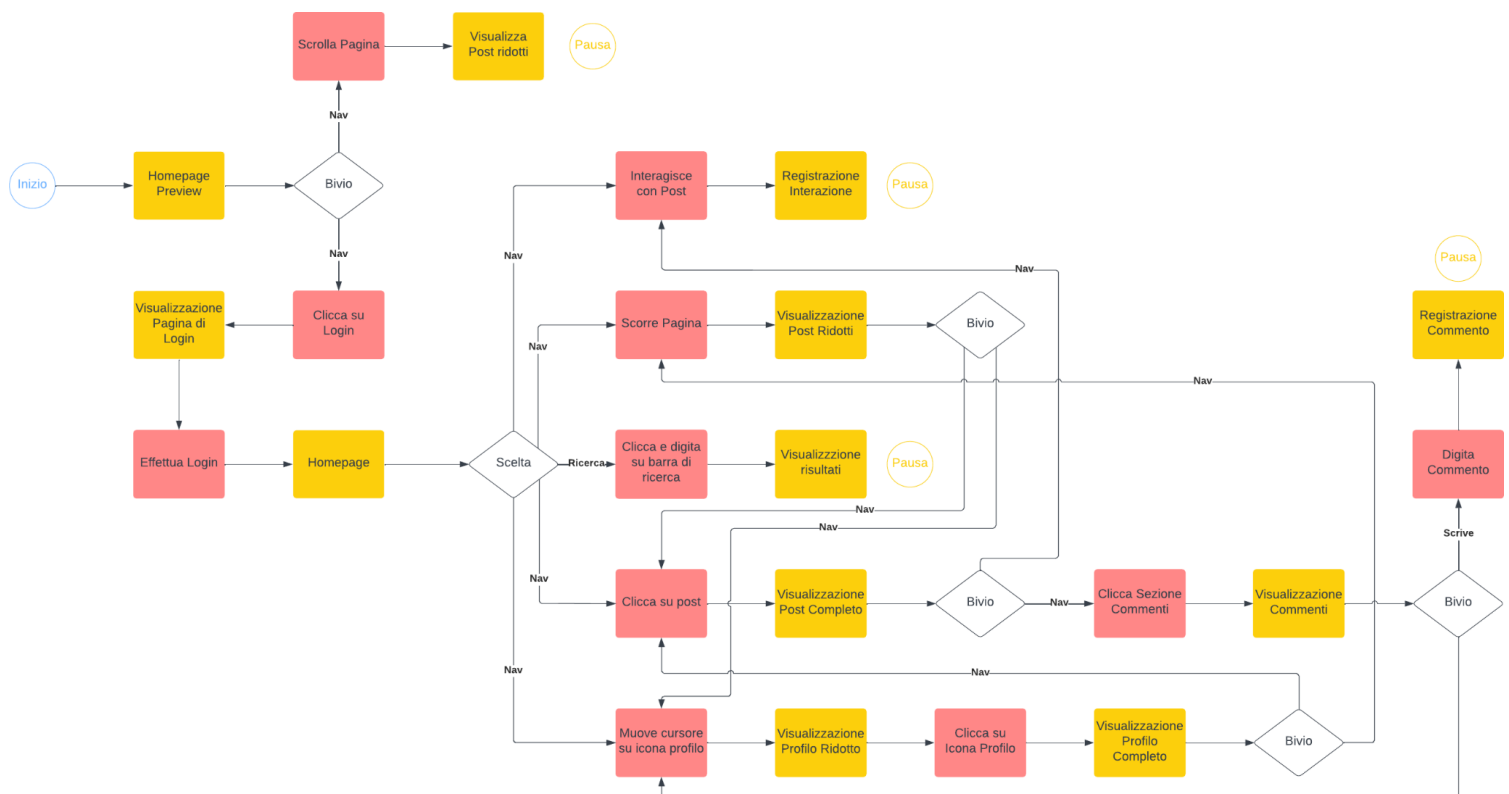 Scrolla Pagina
Visualizza
Post ridotti
Pausa
Nav
Inizio
Homepage
Preview
Bivio
Interagisce
con Post
Registrazione
Interazione
Pausa
Nav
Nav
Nav
Pausa
Visualizzazione
Pagina di
Login
Clicca su
Login
Nav
Scorre Pagina
Visualizzazione
Post Ridotti
Bivio
Registrazione
Commento
Nav
Effettua Login
Homepage
Scelta
Ricerca
Clicca e digita
su barra di
ricerca
Visualizzzione
risultati
Pausa
Digita
Commento
Nav
Nav
Scrive
Nav
Clicca su post
Visualizzazione
Post Completo
Bivio
Nav
Clicca Sezione
Commenti
Visualizzazione
Commenti
Bivio
Nav
Nav
Muove cursore
su icona profilo
Visualizzazione
Profilo Ridotto
Clicca su
Icona Profilo
Visualizzazione
Profilo
Completo
Bivio